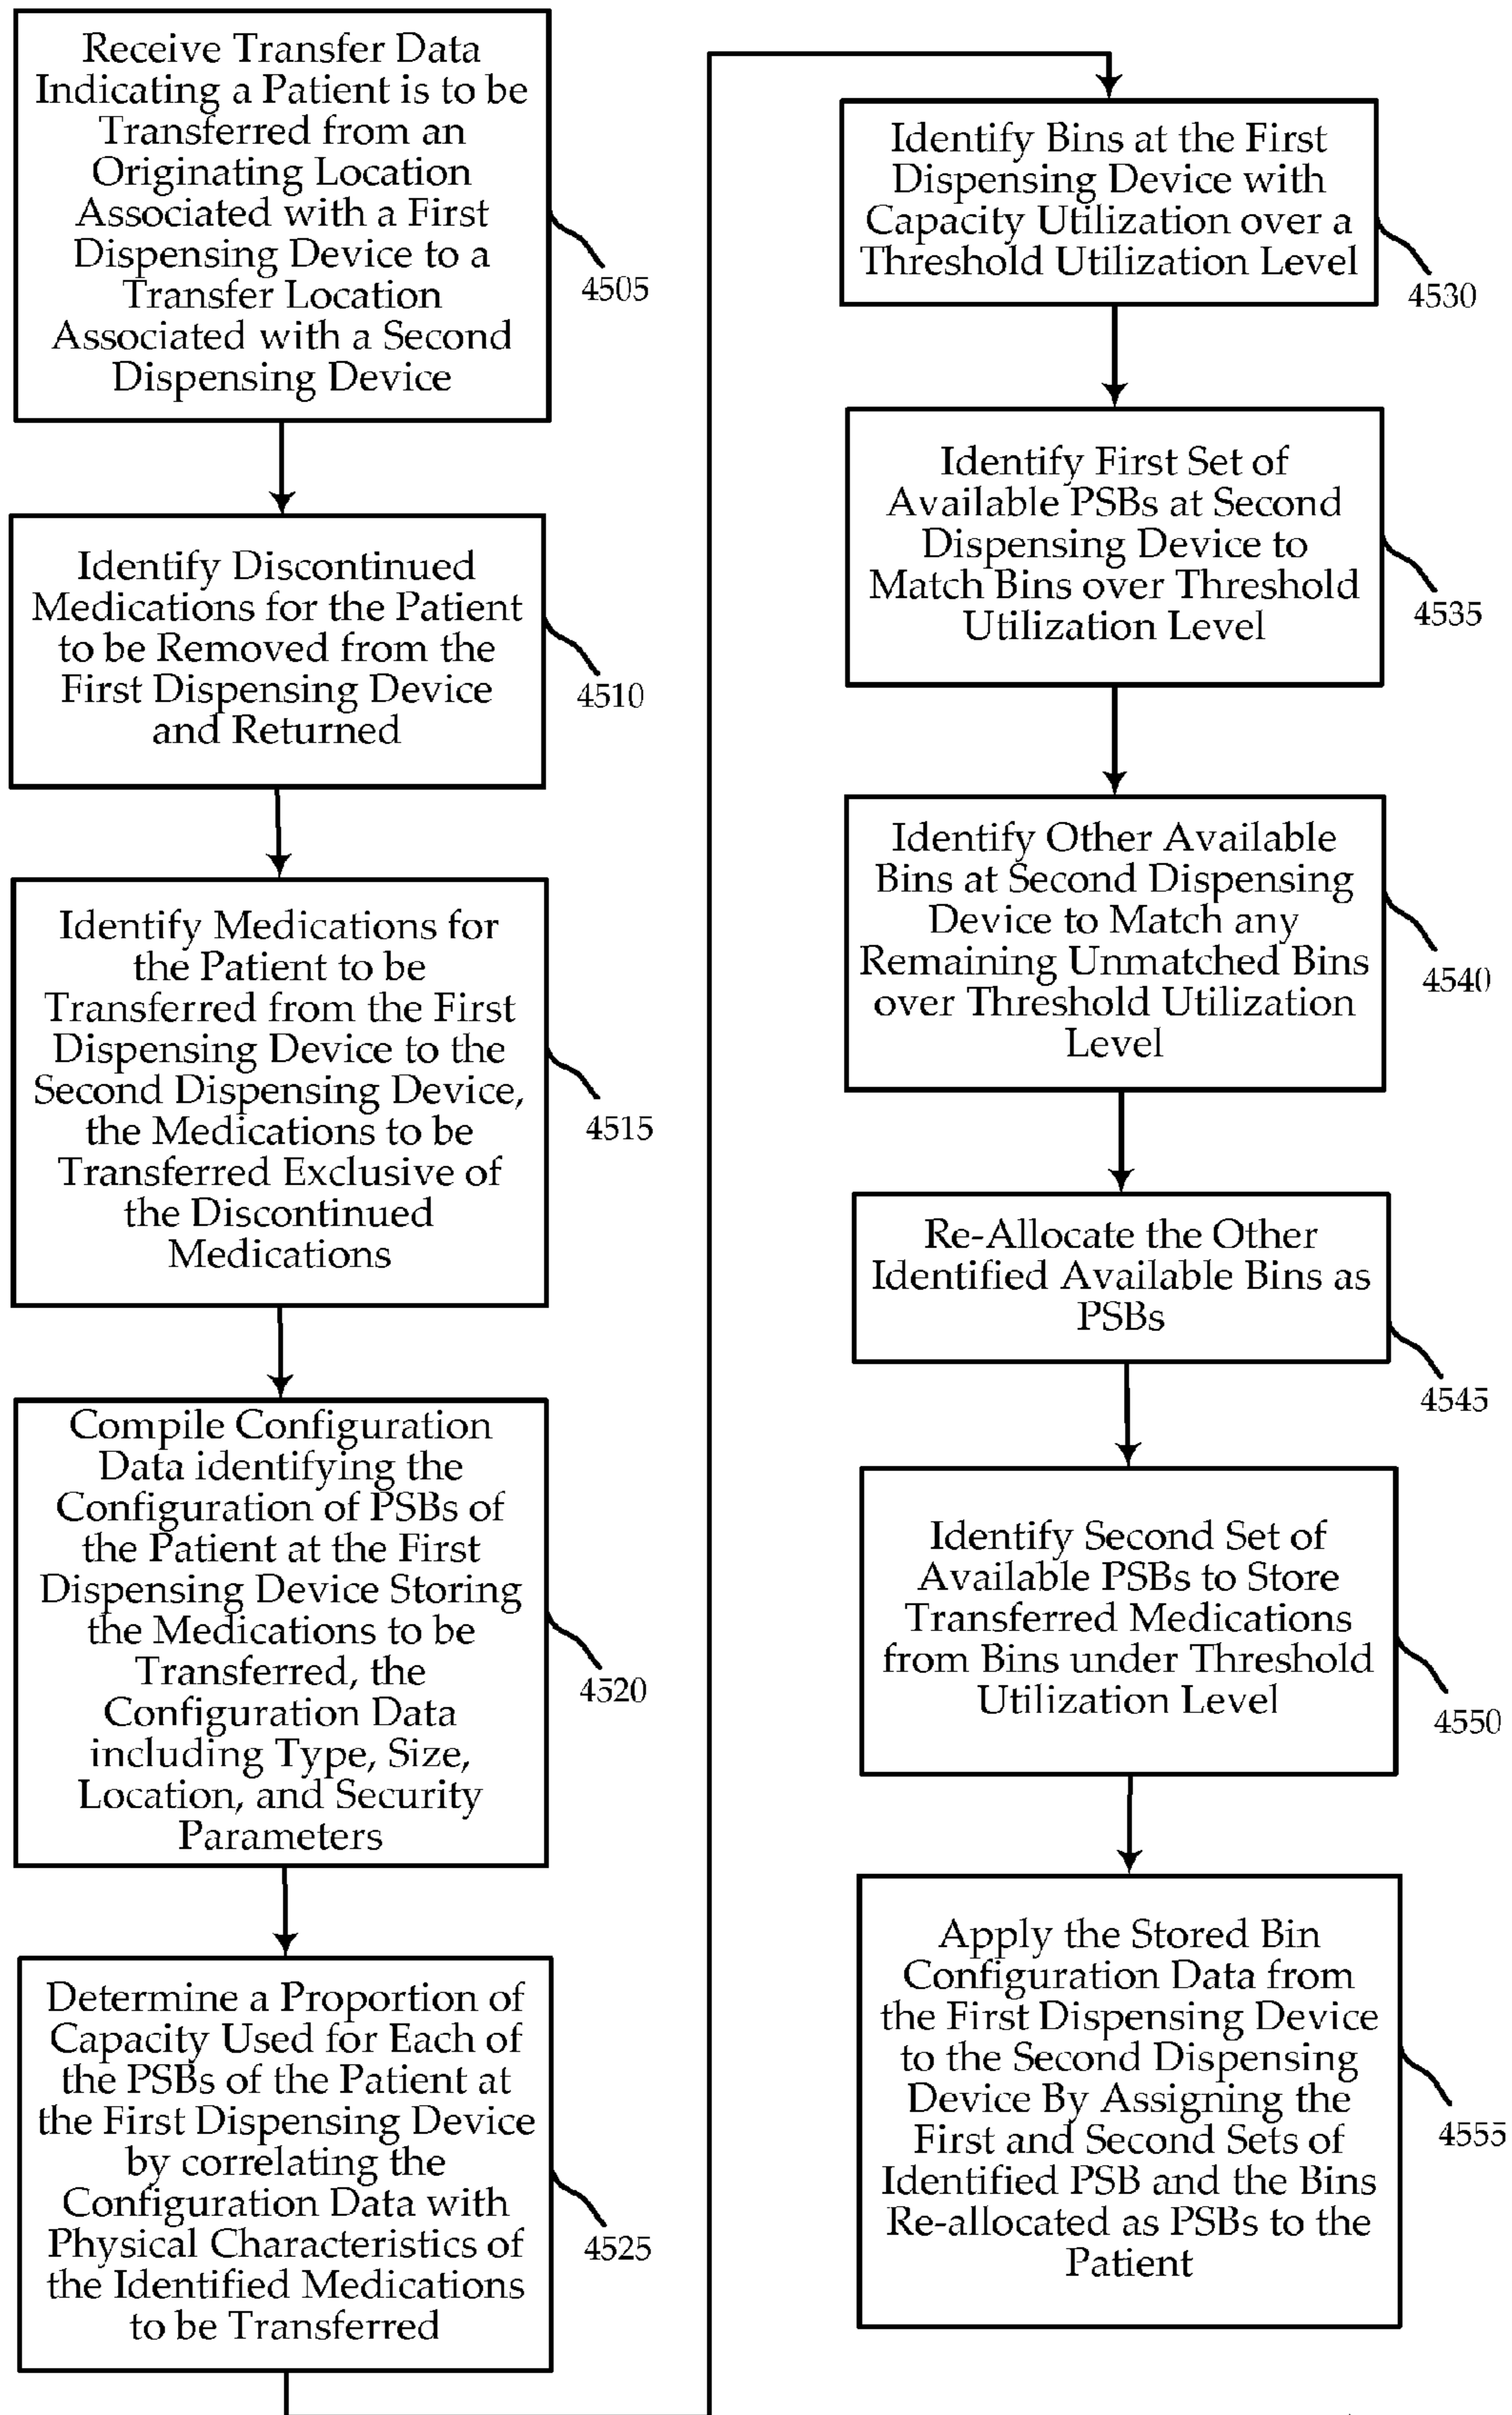 Receive Transfer Data
Indicating a Patient is to be
Transferred from an
Originating Location
Associated with a First
Dispensing Device to a
Transfer Location
Associated with a Second
Dispensing Device
4505
Identify Discontinued
Medications for the Patient
to be Removed from the
First Dispensing Device
and Returned
4510
Identify Medications for
the Patient to be
Transferred from the First
Dispensing Device to the
Second Dispensing Device,
the Medications to be
Transferred Exclusive of
the Discontinued
Medications
4515
Compile Configuration
Data identifying the
Configuration of PSBs of
the Patient at the First
Dispensing Device Storing
the Medications to be
Transferred, the
Configuration Data
including Type, Size,
Location, and Security
Parameters
4520
Determine a Proportion of
Capacity Used for Each of
the PSBs of the Patient at
the First Dispensing Device
by correlating the
Configuration Data with
Physical Characteristics of
the Identified Medications
to be Transferred
4525
Identify Bins at the First
Dispensing Device with
Capacity Utilization over a
Threshold Utilization Level
4530
Identify First Set of
Available PSBs at Second
Dispensing Device to
Match Bins over Threshold
Utilization Level
4535
Identify Other Available
Bins at Second Dispensing
Device to Match any
Remaining Unmatched Bins
over Threshold Utilization
Level
4540
Re-Allocate the Other
Identified Available Bins as
PSBs
4545
Identify Second Set of
Available PSBs to Store
Transferred Medications
from Bins under Threshold
Utilization Level
4550
Apply the Stored Bin
Configuration Data from
the First Dispensing Device
to the Second Dispensing
Device By Assigning the
First and Second Sets of
Identified PSB and the Bins
Re-allocated as PSBs to the
Patient
4555